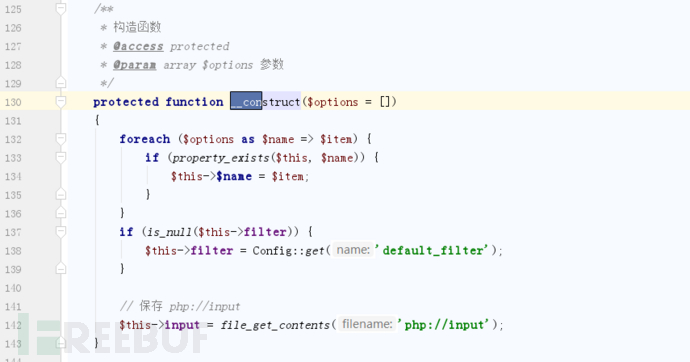 125 /**
126 * 构造函数
127 * @access protected
128 * @param array $options 参数
129 */
130 protected function __construct($options = [])
131 {
132 foreach ($options as $name => $item) {
133 if (property_exists($this, $name)) {
134 $this->$name = $item;
135 }
136 }
137 if (is_null($this->filter)) {
138 $this->filter = Config::get( name: 'default_filter');
139 }
140
141 // 保存 php://input
142 $this->input = file_get_contents( filename: 'php://input');
143 }
144
FREEBUF